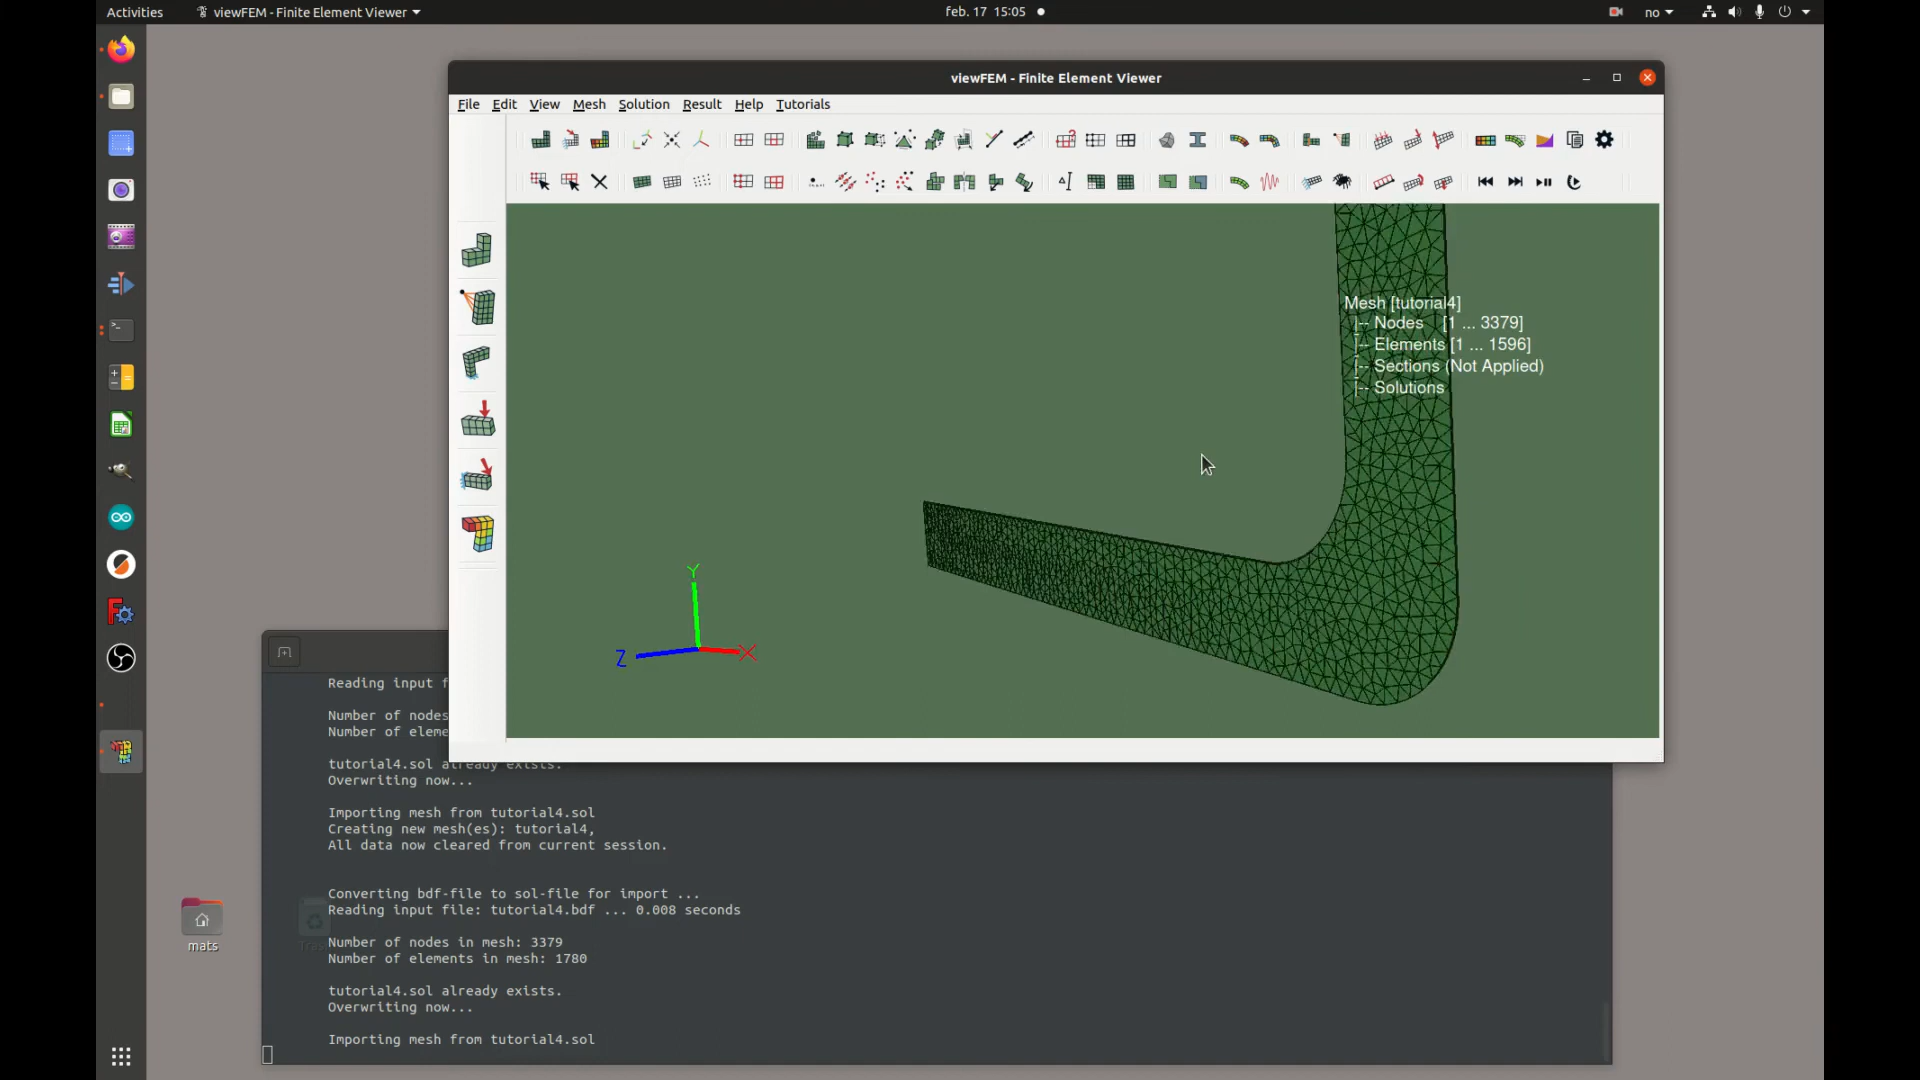 Activities
viewFEM - Finite Element Viewer
feb. 17 15:05
no
viewFEM - Finite Element Viewer
File Edit View Mesh Solution Result Help Tutorials
Mesh [tutorial4]
|-- Nodes [1 ... 3379]
|-- Elements [1 ... 1596]
|-- Sections (Not Applied)
|-- Solutions
Y
Z
X
Reading input f
Number of nodes
Number of eleme
tutorial4.sol already exists.
Overwriting now...
Importing mesh from tutorial4.sol
Creating new mesh(es): tutorial4,
All data now cleared from current session.
Converting bdf-file to sol-file for import ...
Reading input file: tutorial4.bdf ... 0.008 seconds
Number of nodes in mesh: 3379
Number of elements in mesh: 1780
tutorial4.sol already exists.
Overwriting now...
Importing mesh from tutorial4.sol
mats